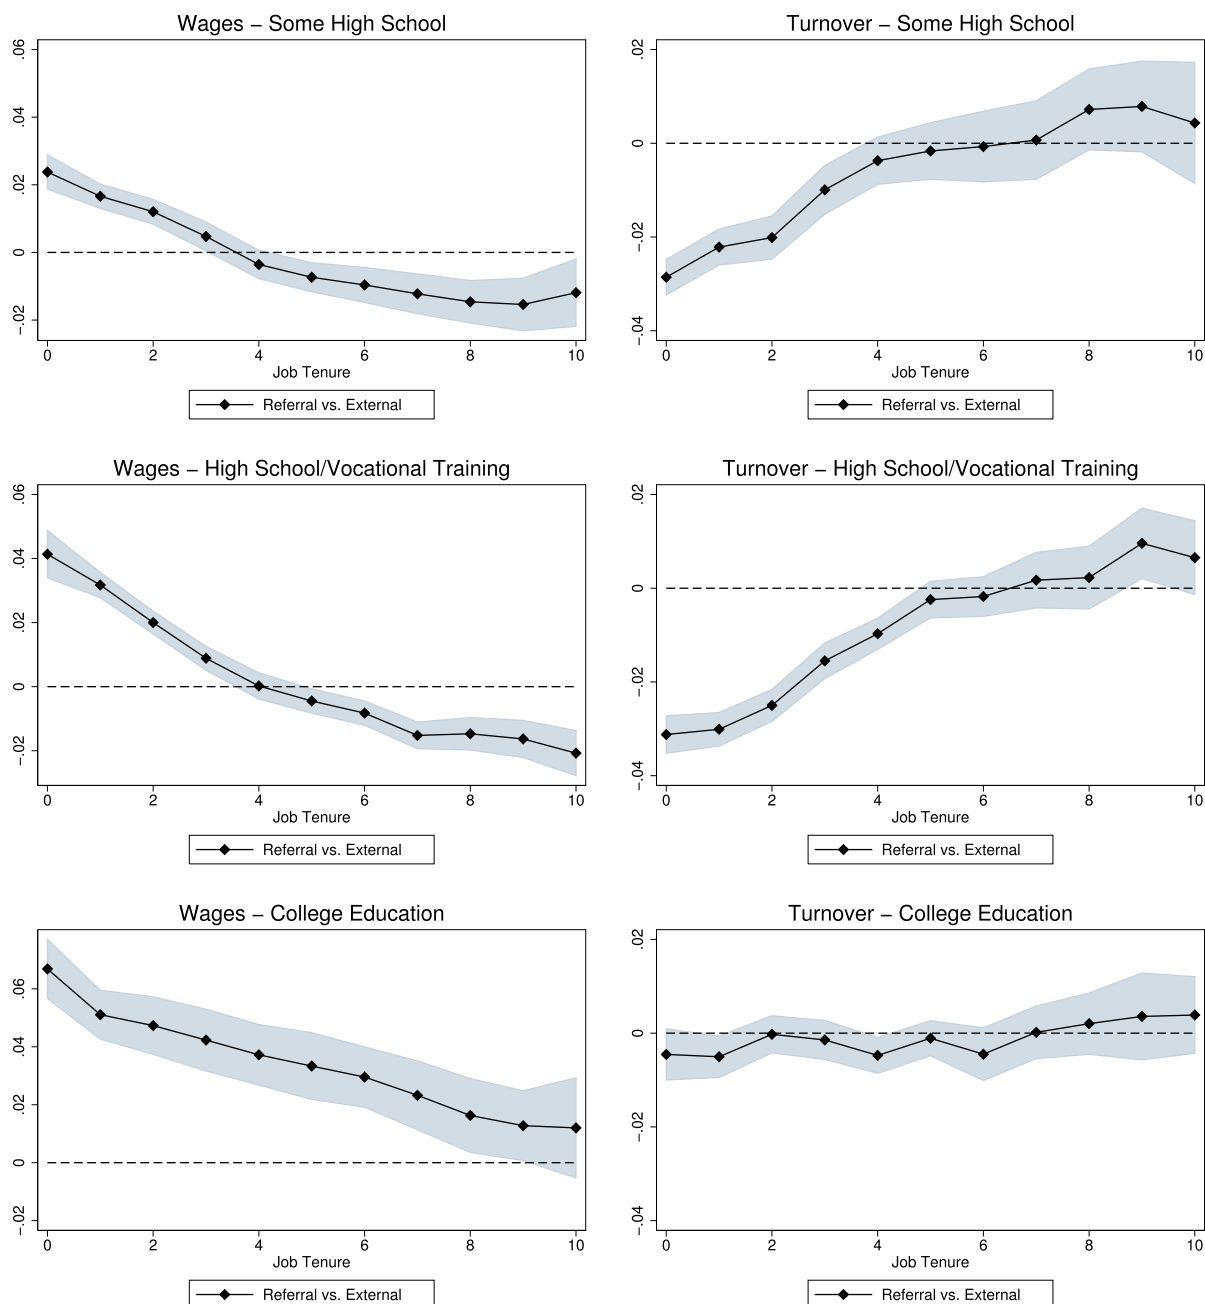 Wages – Some High School
.06
.04
.02
0
-.02
0 2 4 6 8 10
Job Tenure
Referral vs. External
Turnover – Some High School
.02
0
-.02
-.04
0 2 4 6 8 10
Job Tenure
Referral vs. External
Wages – High School/Vocational Training
.06
.04
.02
0
-.02
0 2 4 6 8 10
Job Tenure
Referral vs. External
Turnover – High School/Vocational Training
.02
0
-.02
-.04
0 2 4 6 8 10
Job Tenure
Referral vs. External
Wages – College Education
.06
.04
.02
0
-.02
0 2 4 6 8 10
Job Tenure
Referral vs. External
Turnover – College Education
.02
0
-.02
-.04
0 2 4 6 8 10
Job Tenure
Referral vs. External